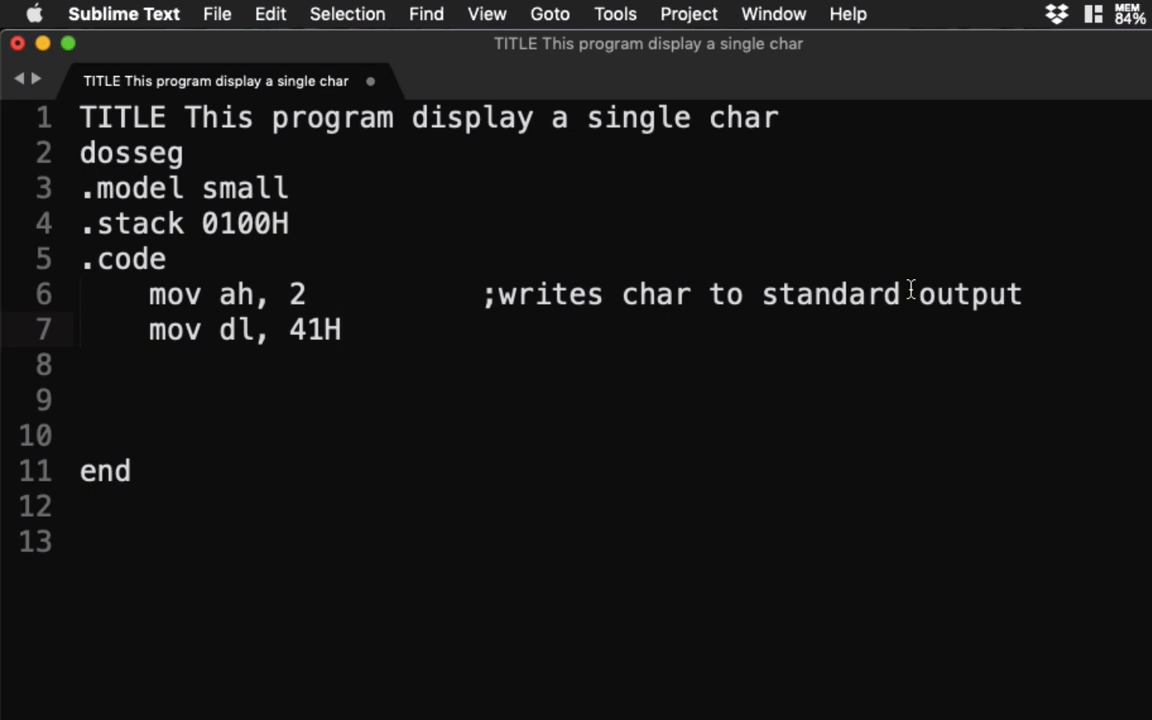 Sublime Text File Edit Selection Find View Goto Tools Project Window Help MEM 84%
TITLE This program display a single char
TITLE This program display a single char
1 TITLE This program display a single char
2 dosseg
3 .model small
4 .stack 0100H
5 .code
6 mov ah, 2 ;writes char to standard output
7 mov dl, 41H
8
9
10
11 end
12
13